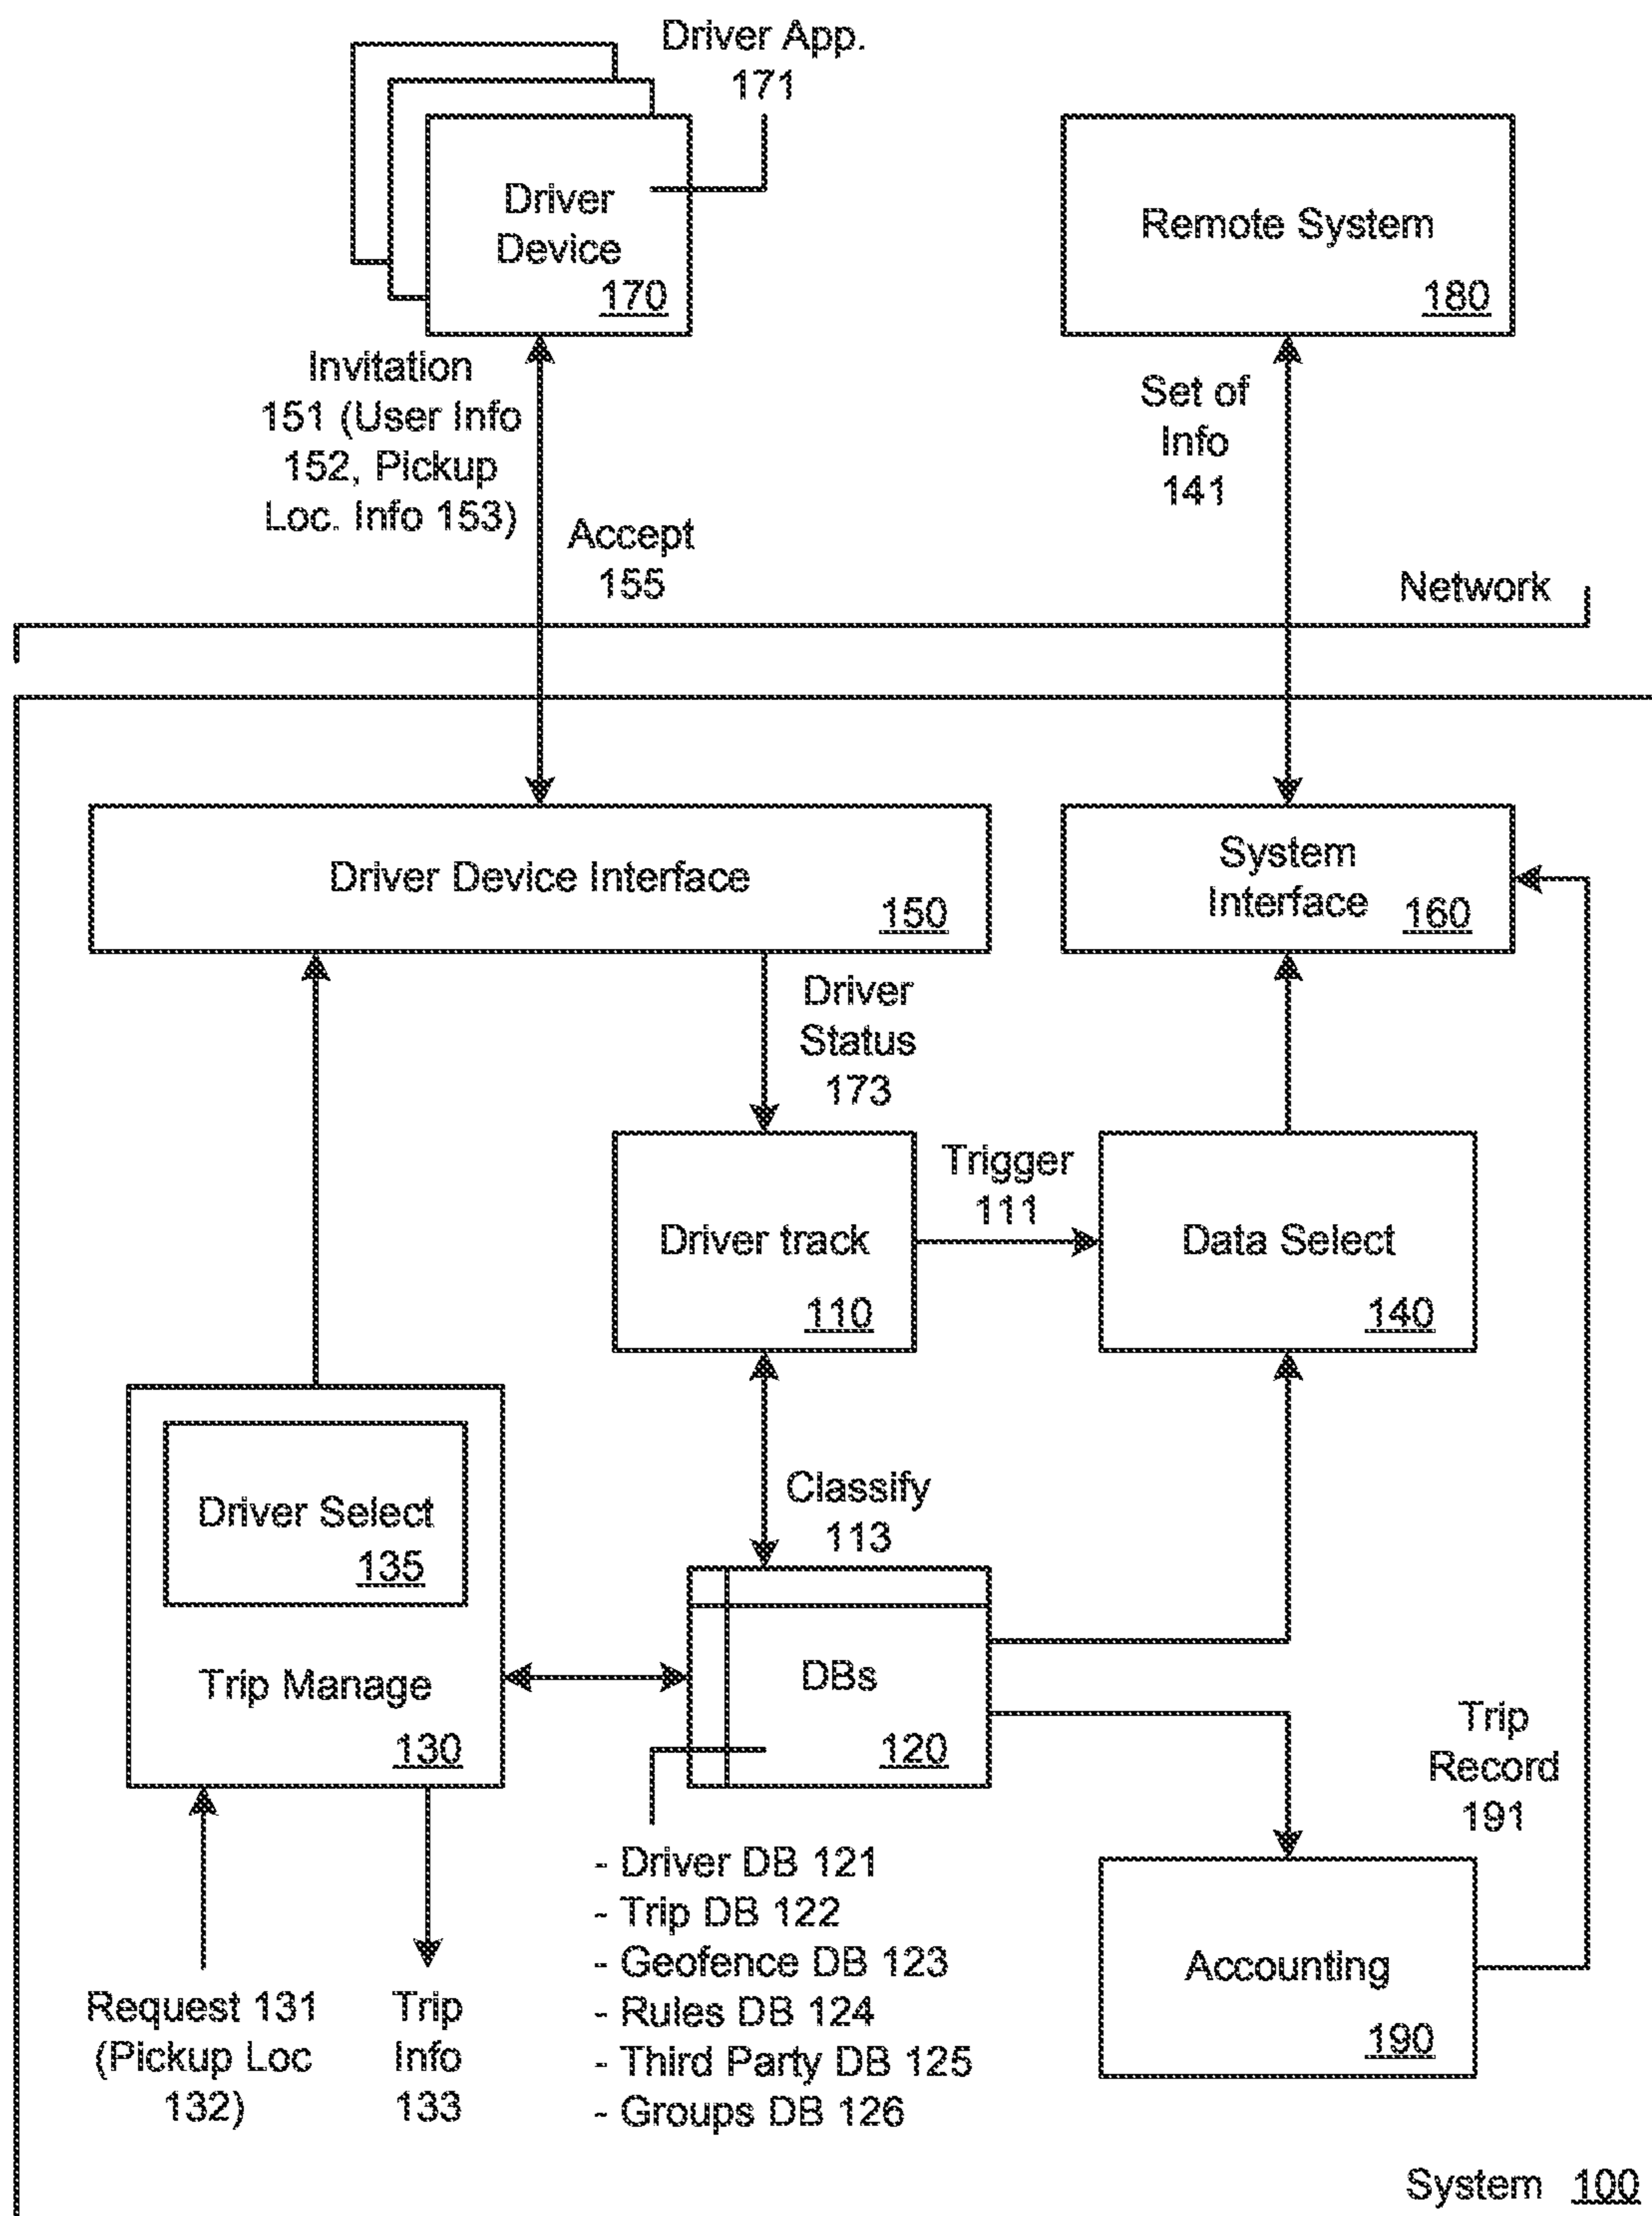 Driver App.
171
Driver
Device
170
Remote System
180
Invitation
151 (User Info
152, Pickup
Loc. Info 153)
Accept
155
Set of
Info
141
Network
Driver Device Interface
150
System
Interface
160
Driver
Status
173
Driver track
110
Trigger
111
Data Select
140
Driver Select
135
Trip Manage
130
Classify
113
DBs
120
Trip
Record
191
Request 131
(Pickup Loc
132)
Trip
Info
133
- Driver DB 121
- Trip DB 122
- Geofence DB 123
- Rules DB 124
- Third Party DB 125
- Groups DB 126
Accounting
190
System 100